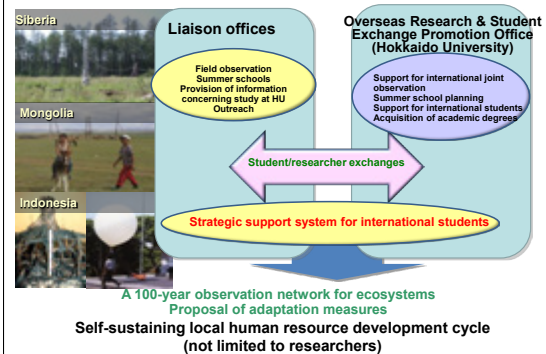 Siberia
Mongolia
Indonesia
Liaison offices
Field observation
Summer schools
Provision of information
concerning study at HU
Outreach
Overseas Research & Student
Exchange Promotion Office
(Hokkaido University)
Support for international joint
observation
Summer school planning
Support for international students
Acquisition of academic degrees
Student/researcher exchanges
Strategic support system for international students
A 100-year observation network for ecosystems
Proposal of adaptation measures
Self-sustaining local human resource development cycle
(not limited to researchers)